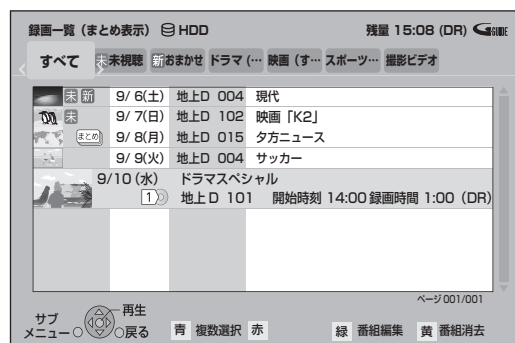 録画一覧（まとめ表示） HDD 残量 15:08 (DR) GGUIDE
すべて 未 未視聴 新 おまかせ ドラマ (… 映画 (す… スポーツ… 撮影ビデオ
未 新 9/ 6(土) 地上D 004 現代
未 9/ 7(日) 地上D 102 映画「K2」
まとめ 9/ 8(月) 地上D 015 夕方ニュース
9/ 9(火) 地上D 004 サッカー
9/10(水) ドラマスペシャル
1 地上D 101 開始時刻 14:00 録画時間 1:00 (DR)
ページ001/001
サブメニュー 再生 戻る 青 複数選択 赤 緑 番組編集 黄 番組消去